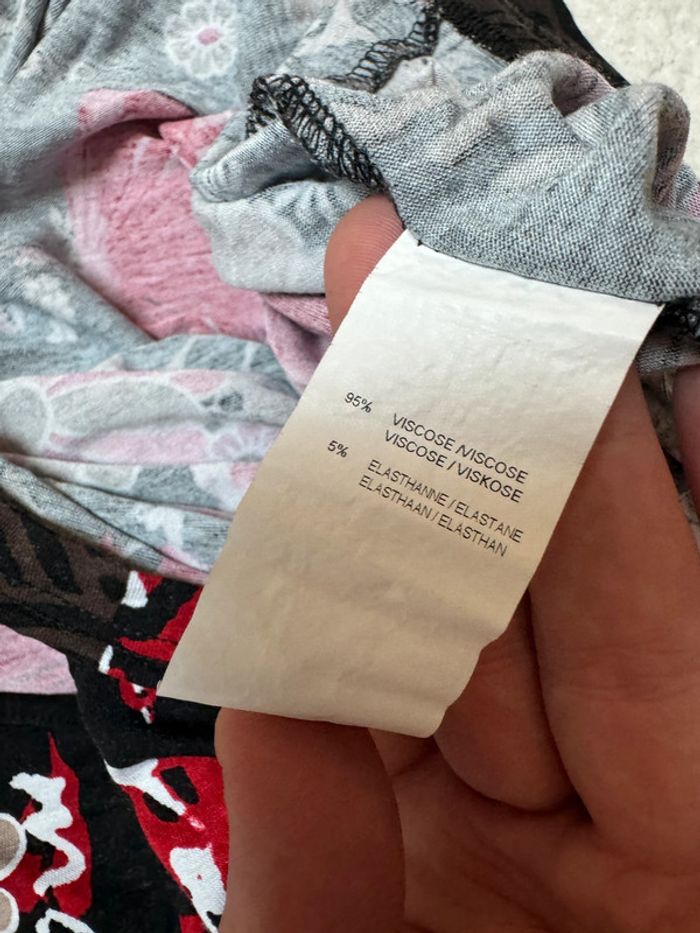 95% VISCOSE / VISCOSE
VISCOSE / VISKOSE
5% ELASTHANNE / ELASTANE
ELASTHAAN / ELASTHAN